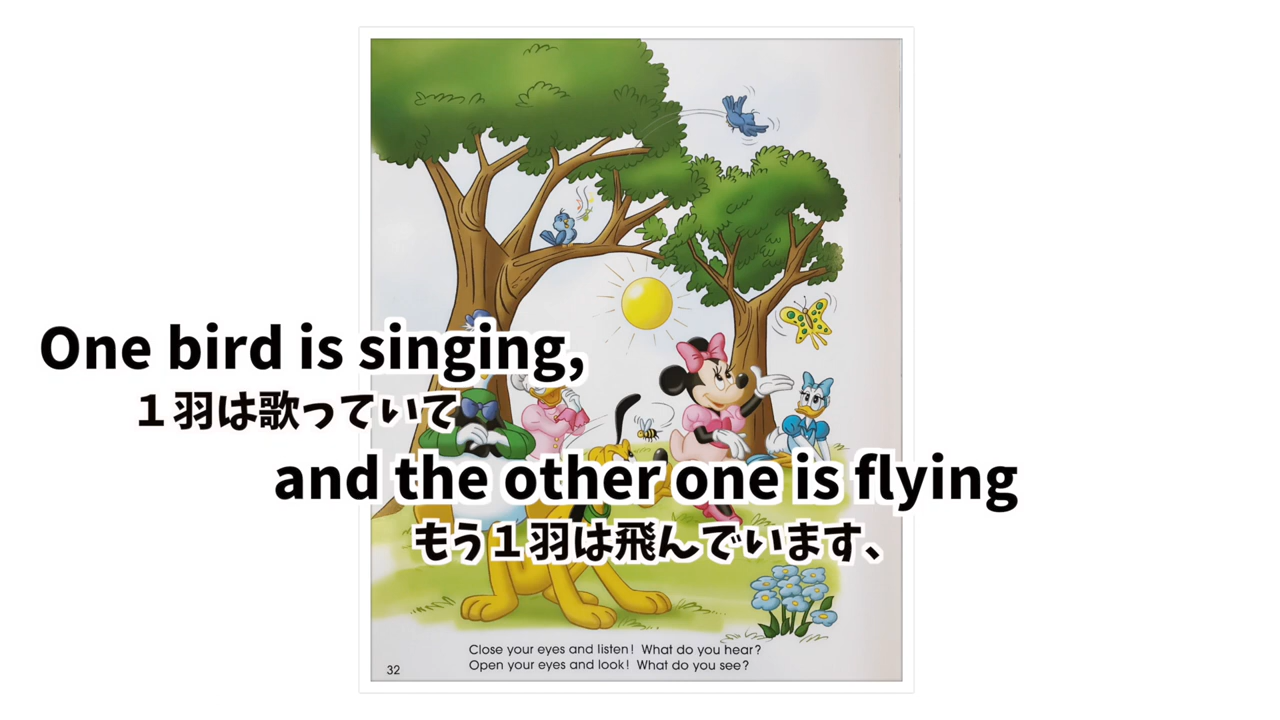 One bird is singing,
１羽は歌っていて
and the other one is flying
もう１羽は飛んでいます、
Close your eyes and listen! What do you hear?
Open your eyes and look! What do you see?
32